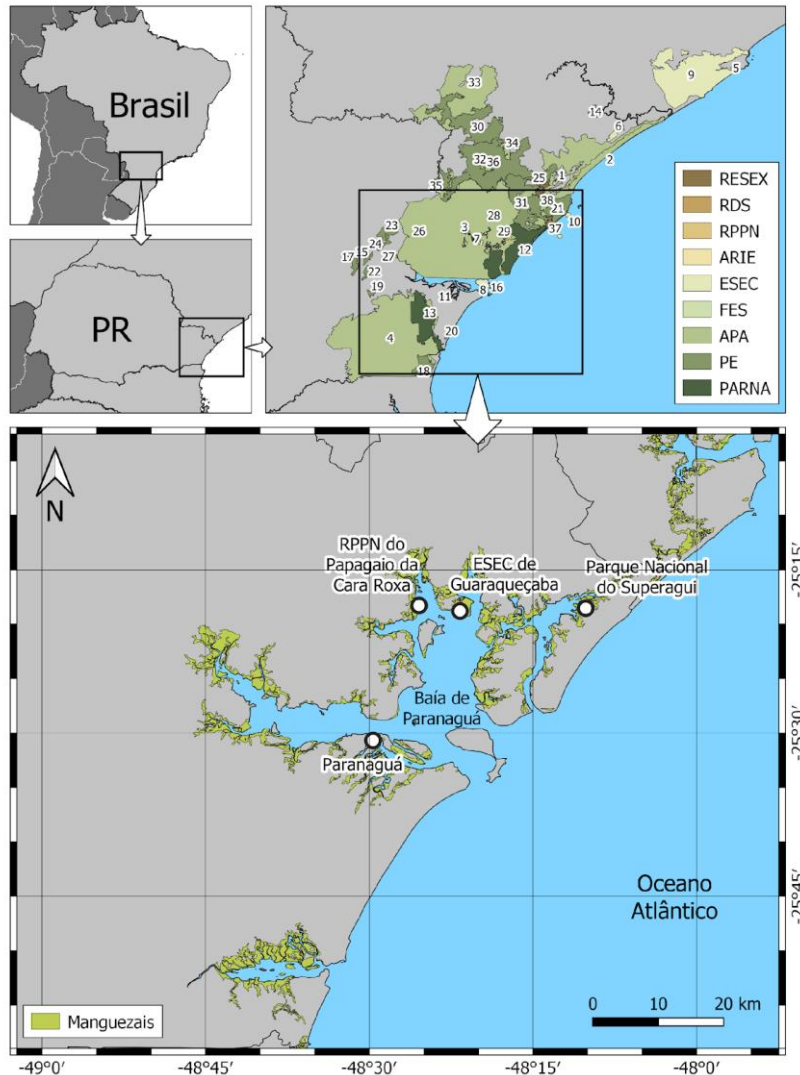 Brasil
PR
33
9
5
30
14
6
34
2
32
36
35
25
1
38
31
21
10
28
3
23
26
7
29
37
12
24
15
17
27
22
8
16
19
11
13
20
4
18
RESEX
RDS
RPPN
ARIE
ESEC
FES
APA
PE
PARNA
N
RPPN do
Papagaio da
Cara Roxa
ESEC de
Guaraqueçaba
Parque Nacional
do Superagui
Baía de
Paranaguá
Paranaguá
Oceano
Atlântico
0 10 20 km
Manguezais
-25°15′
-25°30′
-25°45′
-49°0′ -48°45′ -48°30′ -48°15′ -48°0′